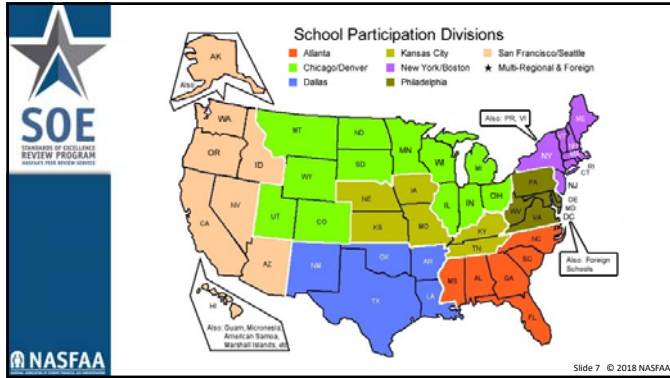 School Participation Divisions
Atlanta
Kansas City
San Francisco/Seattle
Chicago/Denver
New York/Boston
Multi-Regional & Foreign
Dallas
Philadelphia
SOE
STANDARDS OF EXCELLENCE
REVIEW PROGRAM
NASFAA'S PEER REVIEW SERVICE
AK
Also:
WA
OR
ID
MT
ND
MN
WI
MI
SD
WY
NV
CA
UT
CO
NE
IA
KS
MO
IL
IN
OH
KY
TN
WV
VA
PA
NY
ME
Also: PR, VI
RI
CT
NJ
DE
MD
DC
Also: Foreign
Schools
AZ
NM
OK
AR
TX
LA
MS
AL
GA
SC
NC
FL
HI
Also: Guam, Micronesia,
American Samoa,
Marshall Islands, etc
NASFAA
Slide 7 © 2018 NASFAA